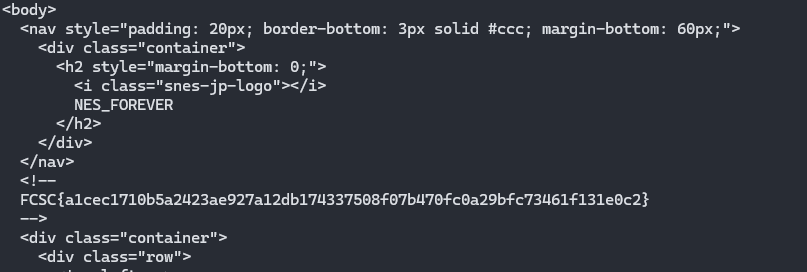 <body>
<nav style="padding: 20px; border-bottom: 3px solid #ccc; margin-bottom: 60px;">
<div class="container">
<h2 style="margin-bottom: 0;">
<i class="snes-jp-logo"></i>
NES_FOREVER
</h2>
</div>
</nav>
<!--
FCSC{a1cec1710b5a2423ae927a12db174337508f07b470fc0a29bfc73461f131e0c2}
-->
<div class="container">
<div class="row">